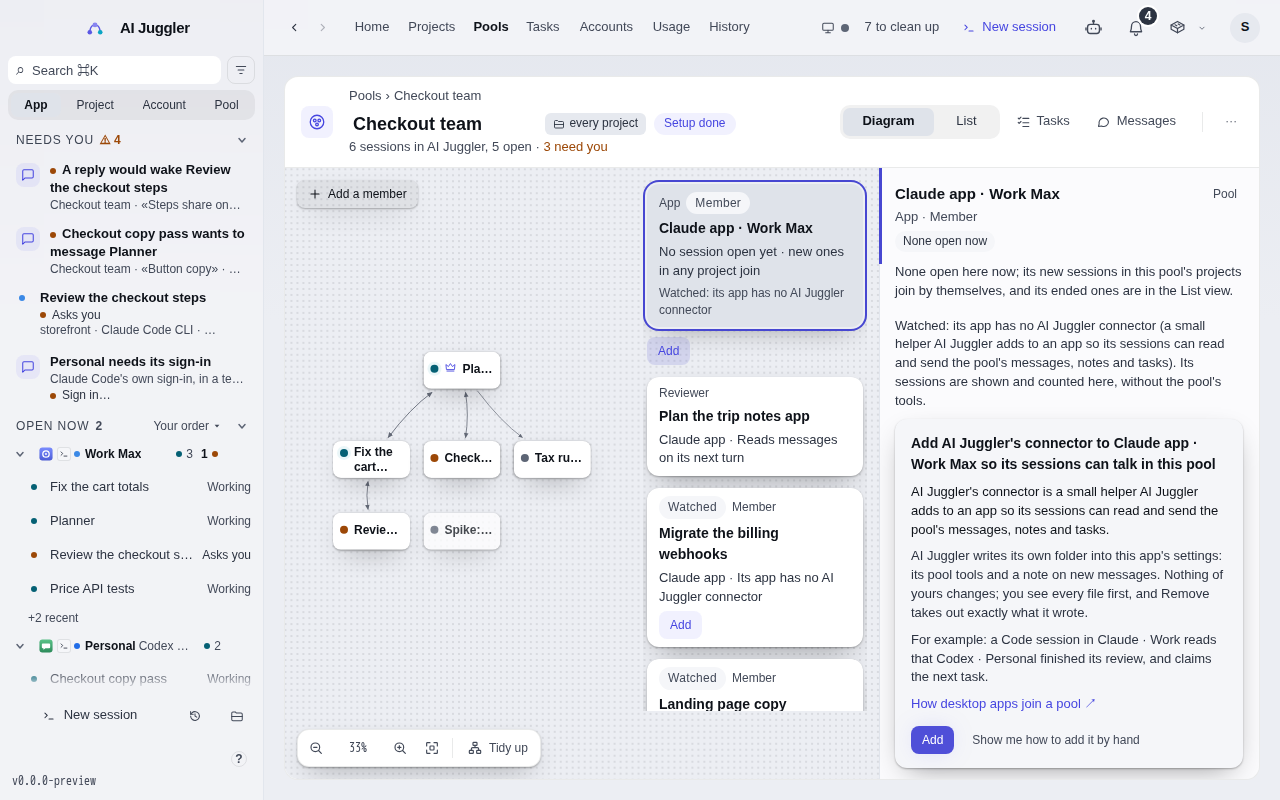 AI Juggler
Search ⌘K
App Project Account Pool
NEEDS YOU 4
A reply would wake Review the checkout steps
Checkout team · «Steps share on…
Checkout copy pass wants to message Planner
Checkout team · «Button copy» · …
Review the checkout steps
Asks you
storefront · Claude Code CLI · …
Personal needs its sign-in
Claude Code's own sign-in, in a te…
Sign in…
OPEN NOW 2 Your order
Work Max 3 1
Fix the cart totals Working
Planner Working
Review the checkout s… Asks you
Price API tests Working
+2 recent
Personal Codex … 2
Checkout copy pass Working
New session
?
v0.0.0-preview
Home Projects Pools Tasks Accounts Usage History
7 to clean up
New session
4
S
Pools › Checkout team
Checkout team
every project
Setup done
6 sessions in AI Juggler, 5 open · 3 need you
Diagram List
Tasks
Messages
Add a member
Pla…
Fix the cart…
Check…
Tax ru…
Revie…
Spike:…
33%
Tidy up
App Member
Claude app · Work Max
No session open yet · new ones
in any project join
Watched: its app has no AI Juggler
connector
Add
Reviewer
Plan the trip notes app
Claude app · Reads messages
on its next turn
Watched Member
Migrate the billing
webhooks
Claude app · Its app has no AI
Juggler connector
Add
Watched Member
Landing page copy
Claude app · Work Max
Pool
App · Member
None open now
None open here now; its new sessions in this pool's projects
join by themselves, and its ended ones are in the List view.
Watched: its app has no AI Juggler connector (a small
helper AI Juggler adds to an app so its sessions can read
and send the pool's messages, notes and tasks). Its
sessions are shown and counted here, without the pool's
tools.
Add AI Juggler's connector to Claude app ·
Work Max so its sessions can talk in this pool
AI Juggler's connector is a small helper AI Juggler
adds to an app so its sessions can read and send the
pool's messages, notes and tasks.
AI Juggler writes its own folder into this app's settings:
its pool tools and a note on new messages. Nothing of
yours changes; you see every file first, and Remove
takes out exactly what it wrote.
For example: a Code session in Claude · Work reads
that Codex · Personal finished its review, and claims
the next task.
How desktop apps join a pool ↗
Add
Show me how to add it by hand